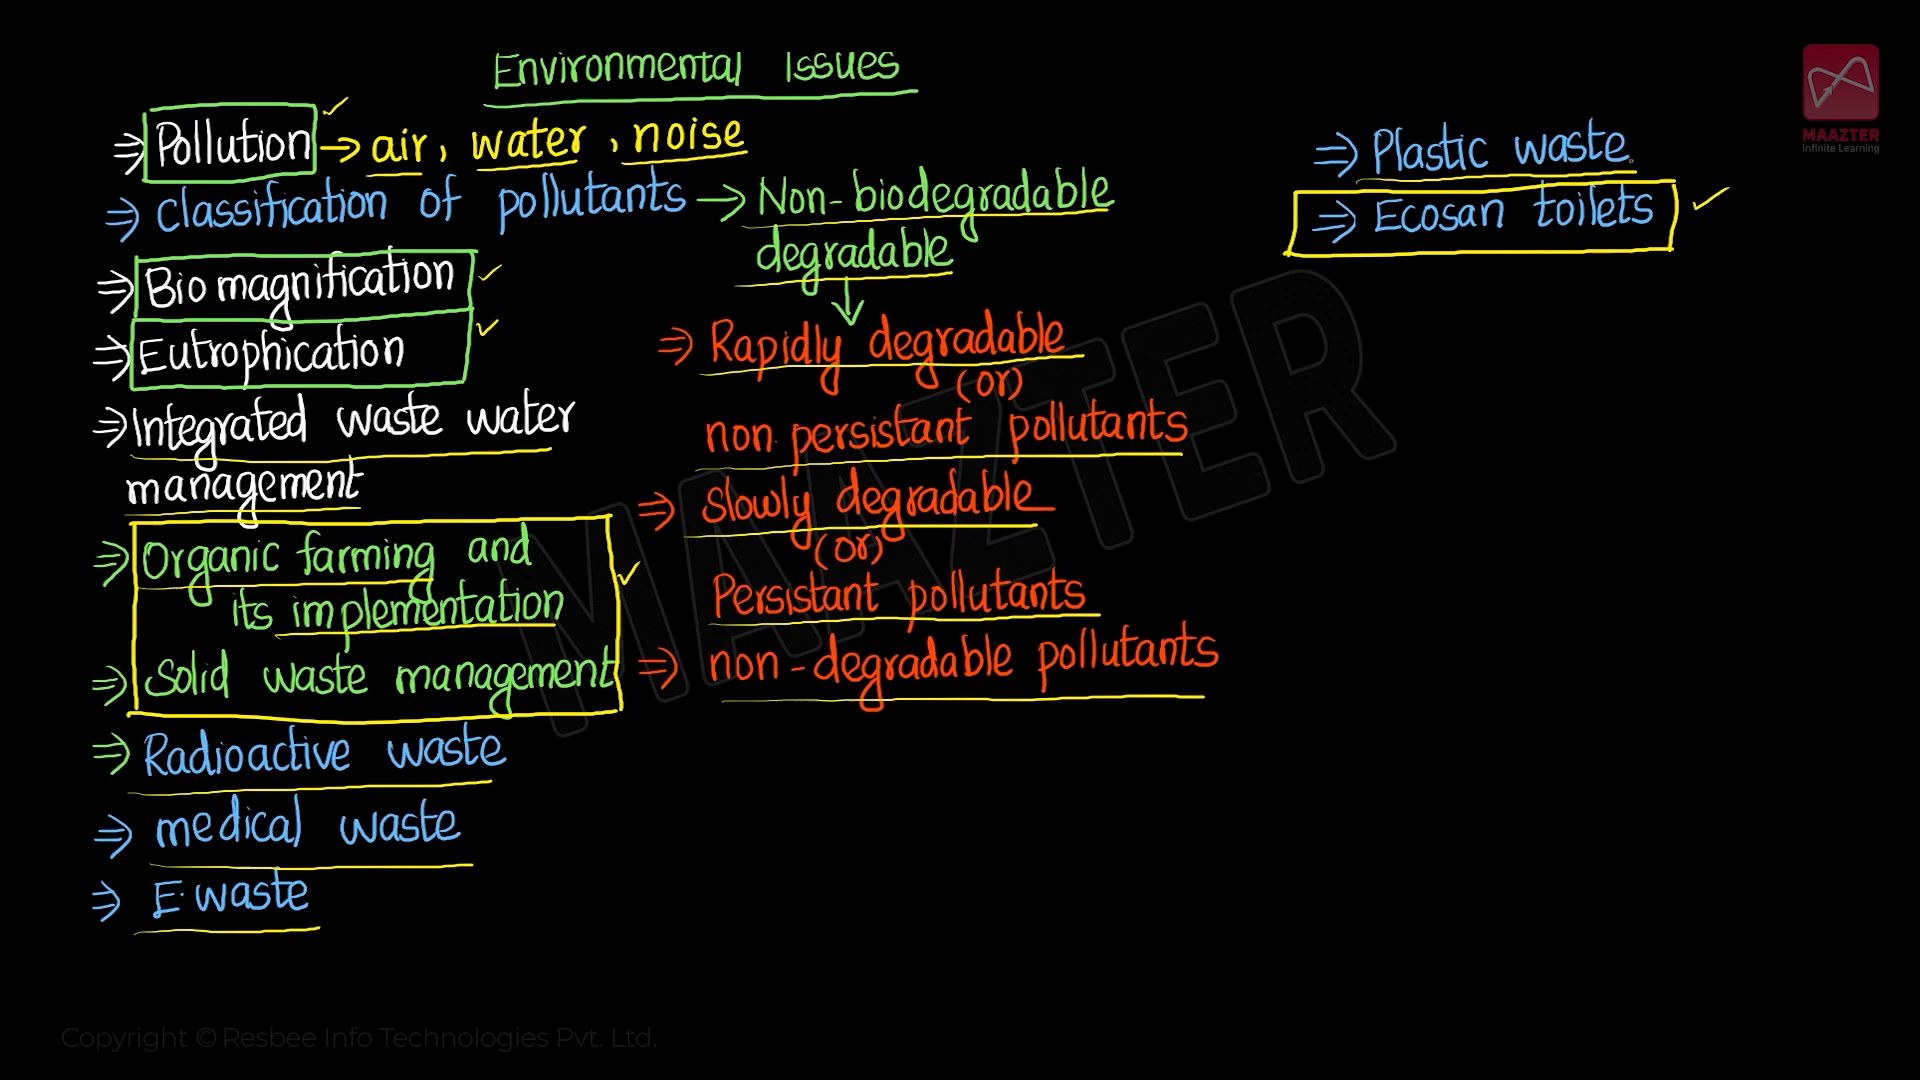 Environmental Issues
⇒ Pollution → air, water, noise
⇒ Classification of pollutants → Non-biodegradable
degradable
⇒ Bio magnification
⇒ Eutrophication
⇒ Integrated waste water
management
⇒ Organic farming and
its implementation
⇒ Solid waste management
⇒ Radioactive waste
⇒ medical waste
⇒ E.waste
⇒ Rapidly degradable
(or)
non persistant pollutants
⇒ Slowly degradable
(or)
Persistant pollutants
⇒ non-degradable pollutants
⇒ Plastic waste.
⇒ Ecosan toilets
MAAZTER
Infinite Learning
MAAZTER
Copyright © Resbee Info Technologies Pvt. Ltd.